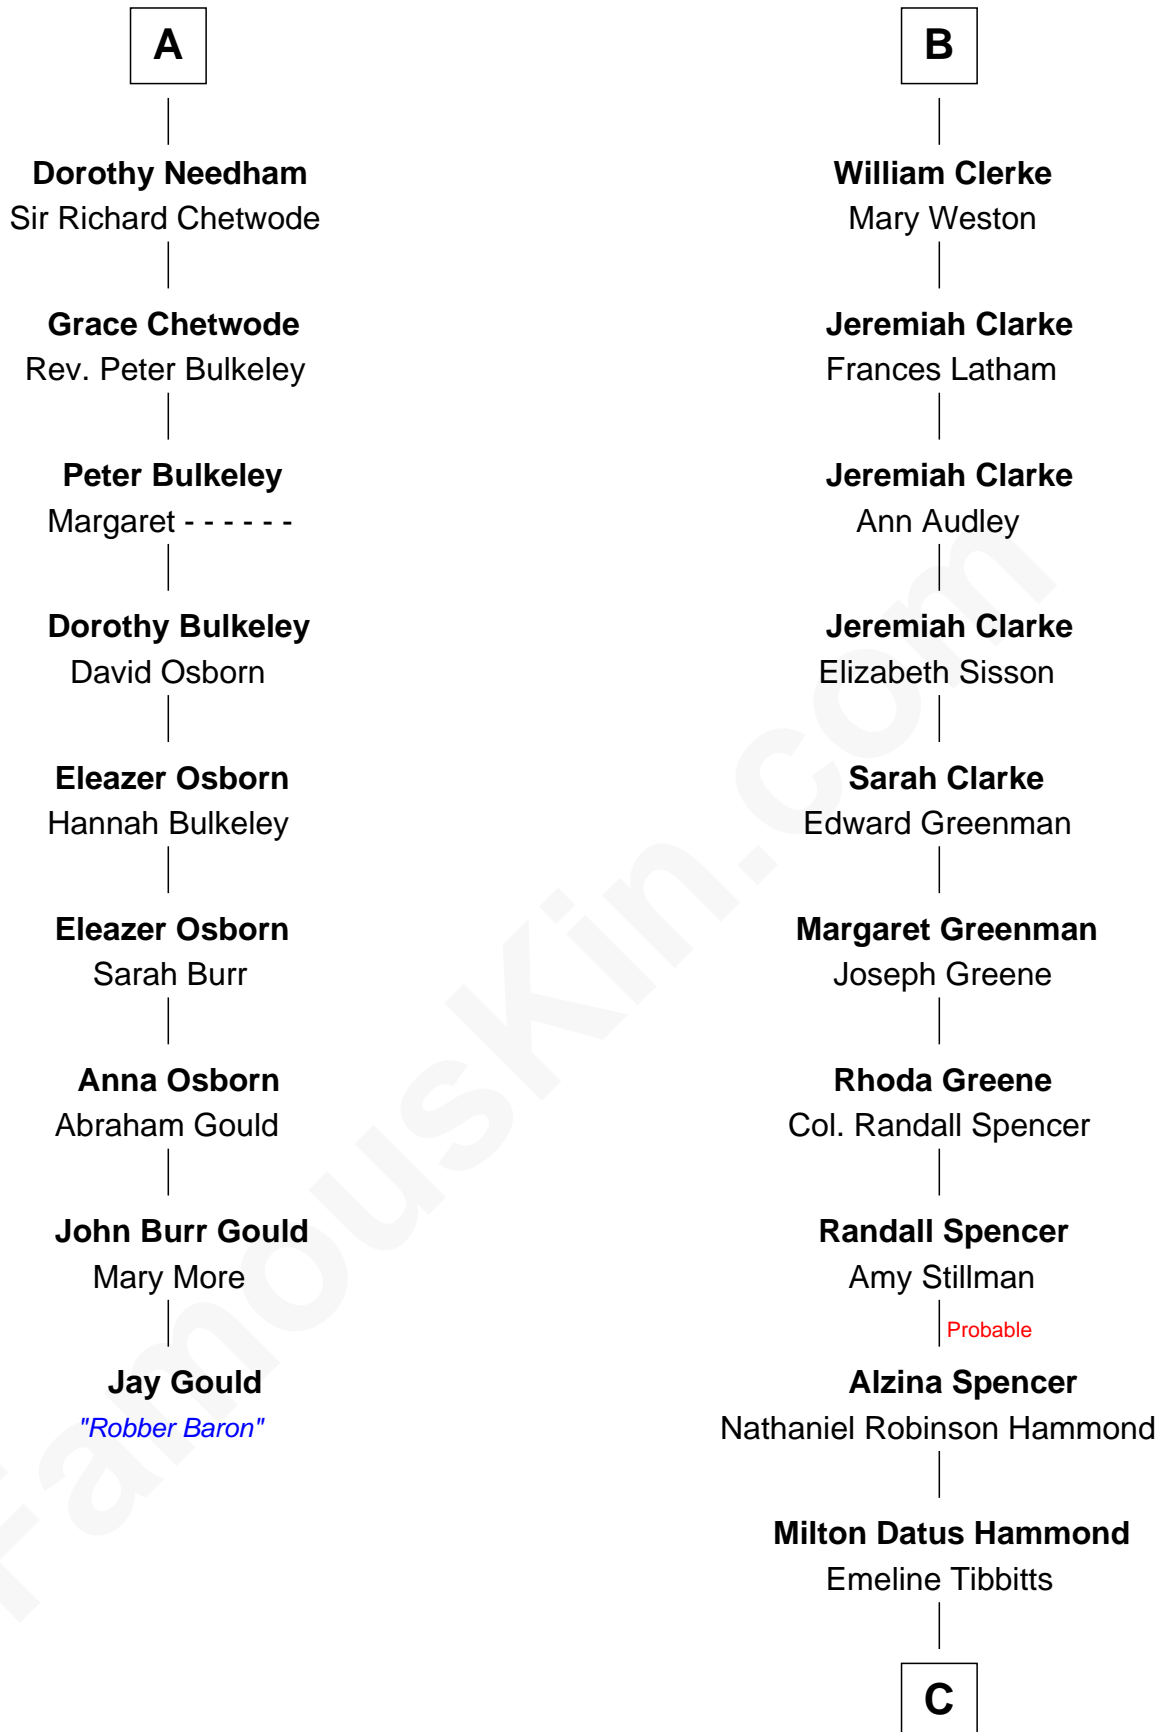 A
Dorothy Needham
Sir Richard Chetwode
Grace Chetwode
Rev. Peter Bulkeley
Peter Bulkeley
Margaret - - - - - -
Dorothy Bulkeley
David Osborn
Eleazer Osborn
Hannah Bulkeley
Eleazer Osborn
Sarah Burr
Anna Osborn
Abraham Gould
John Burr Gould
Mary More
Jay Gould
"Robber Baron"
B
William Clerke
Mary Weston
Jeremiah Clarke
Frances Latham
Jeremiah Clarke
Ann Audley
Jeremiah Clarke
Elizabeth Sisson
Sarah Clarke
Edward Greenman
Margaret Greenman
Joseph Greene
Rhoda Greene
Col. Randall Spencer
Randall Spencer
Amy Stillman
Probable
Alzina Spencer
Nathaniel Robinson Hammond
Milton Datus Hammond
Emeline Tibbitts
C
FamousKin.com